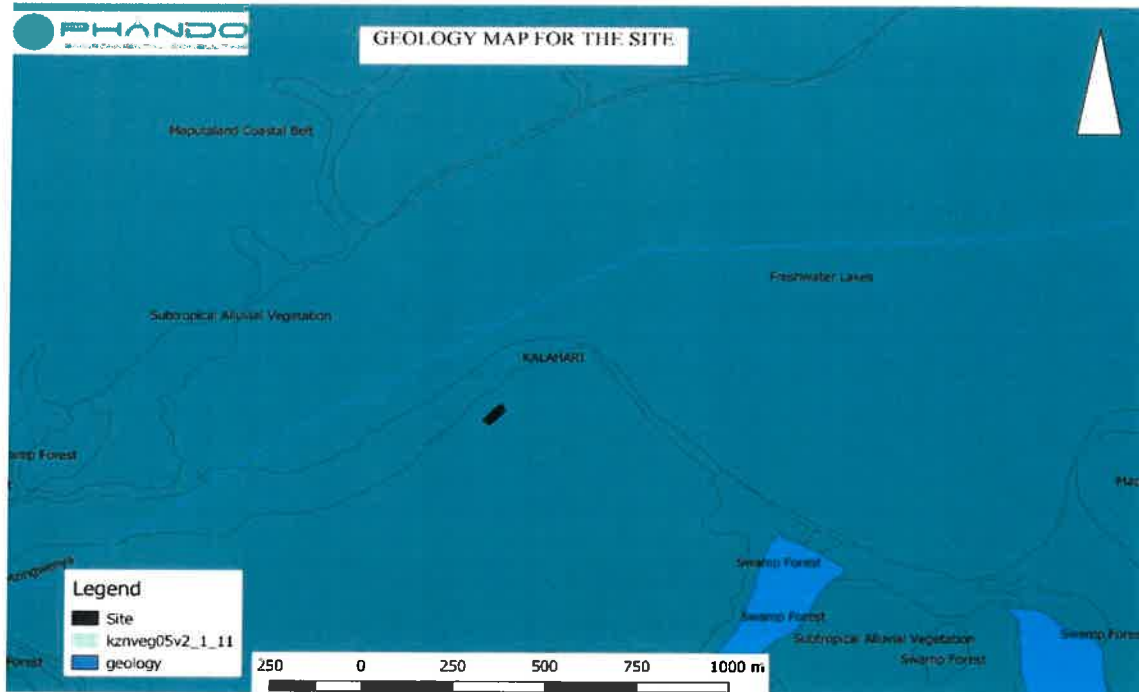 PHANDO
GEOLOGY MAP FOR THE SITE
Maputaland Coastal Belt
Freshwater Lakes
Subtropical Alluvial Vegetation
KALAHARI
amp Forest
Mac
Swamp Forest
Swamp Forest
Subtropical Alluvial Vegetation
Swamp Forest
Swamp Fores
Forest
Legend
Site
kznveg05v2_1_11
geology
250 0 250 500 750 1000 m